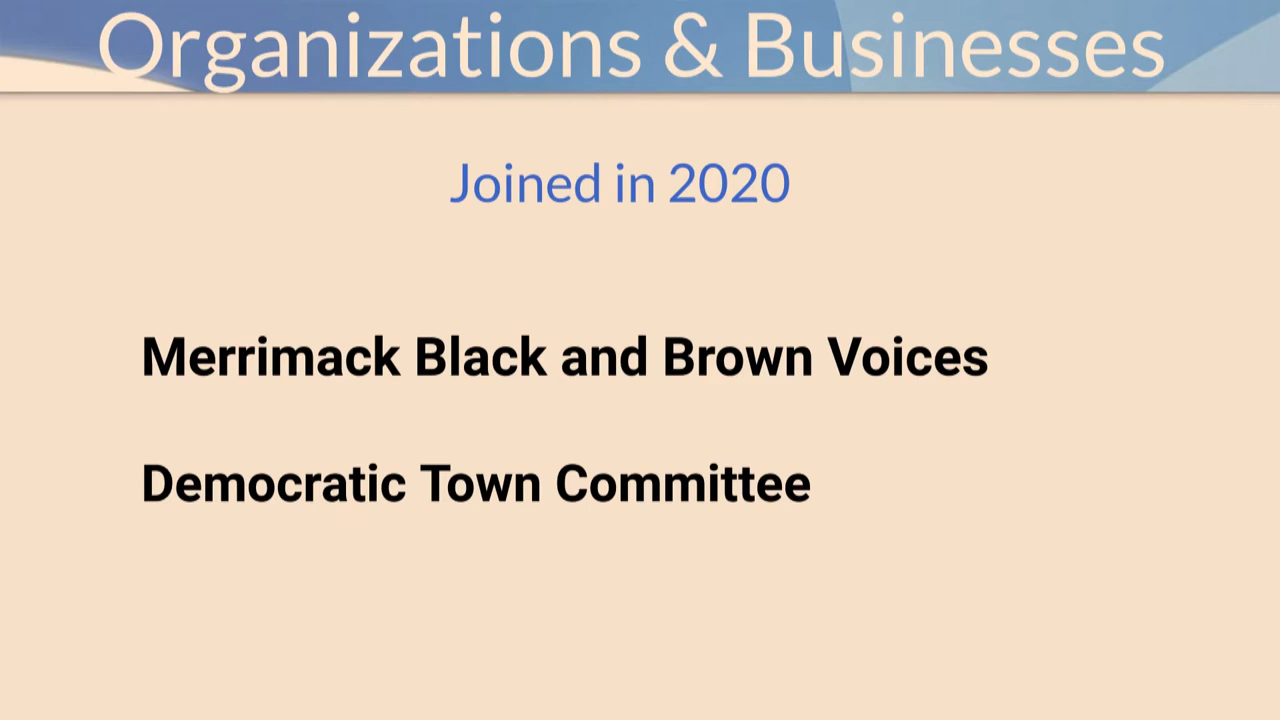 Organizations & Businesses
Joined in 2020
Merrimack Black and Brown Voices
Democratic Town Committee